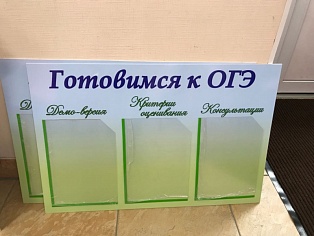 Готовимся к ОГЭ
Демо-версия
Критерии
оценивания
Консультации